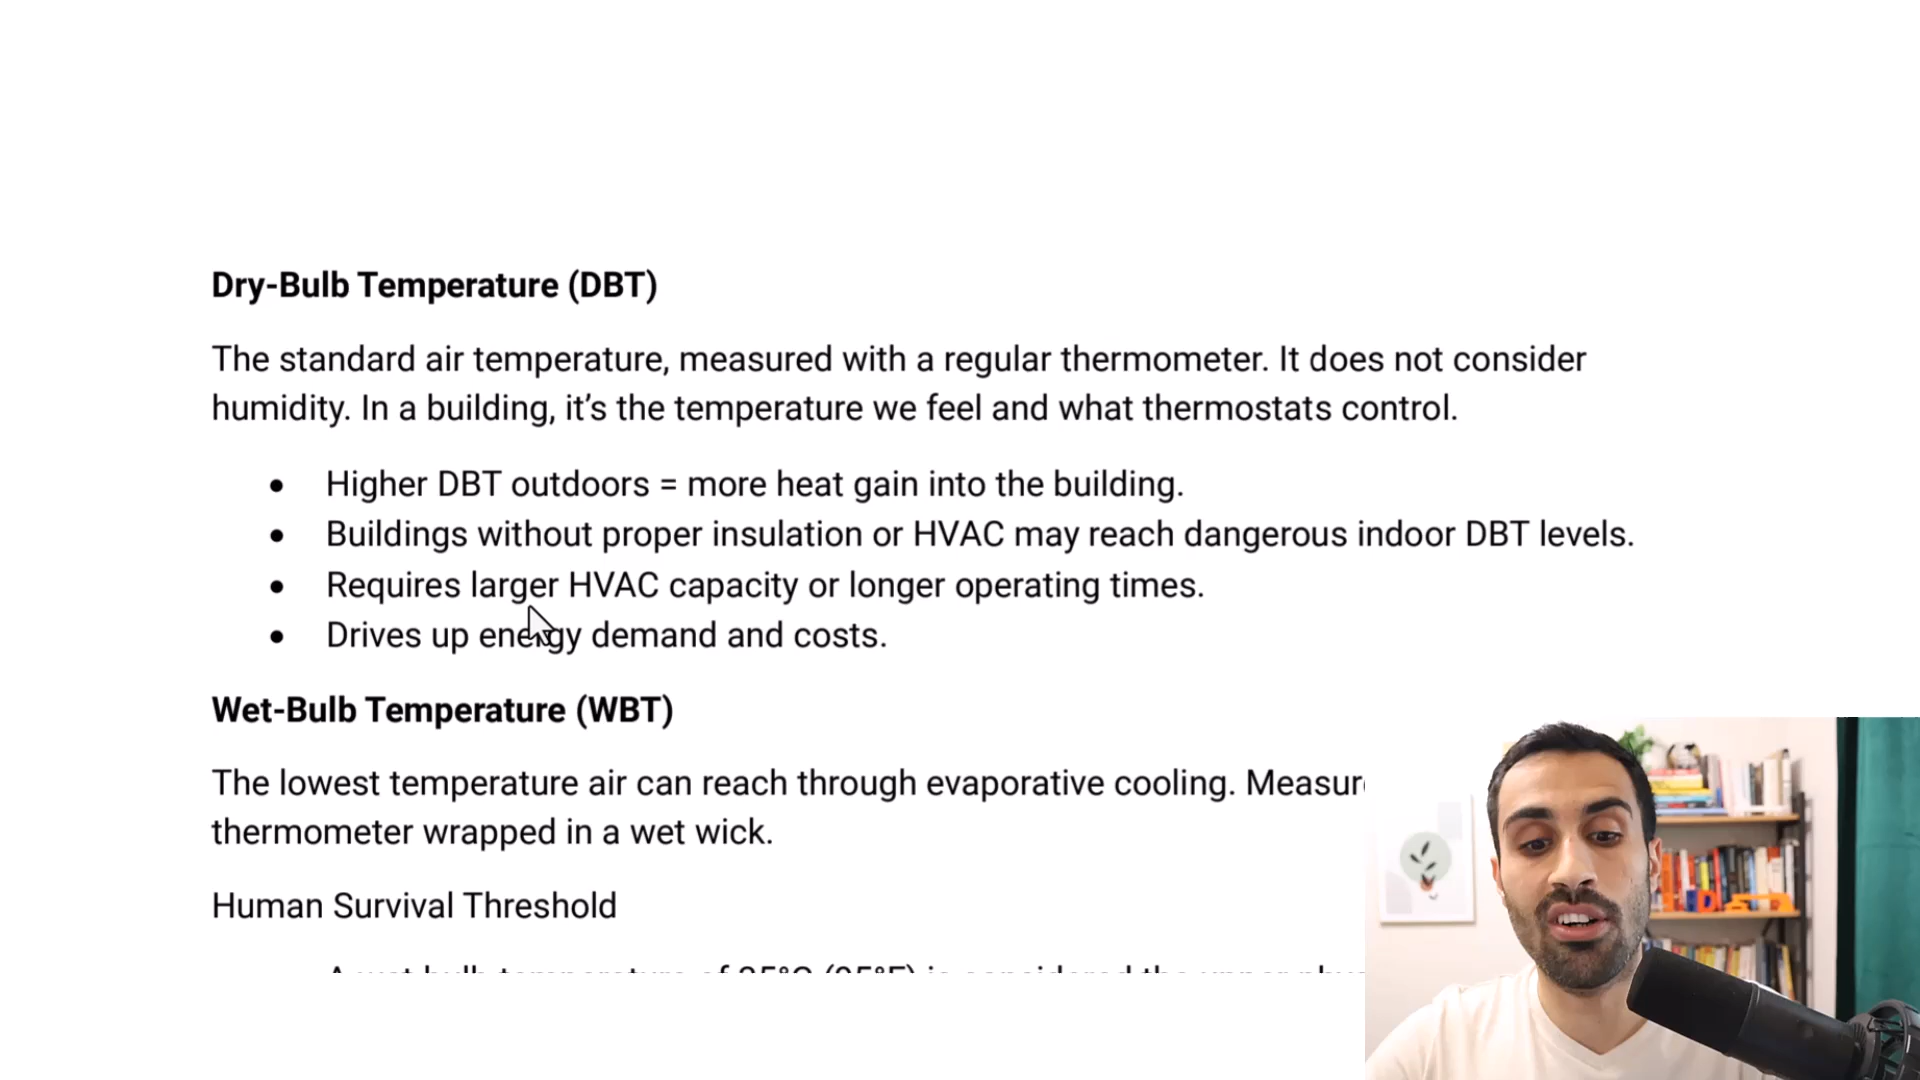 Dry-Bulb Temperature (DBT)
The standard air temperature, measured with a regular thermometer. It does not consider
humidity. In a building, it’s the temperature we feel and what thermostats control.
• Higher DBT outdoors = more heat gain into the building.
• Buildings without proper insulation or HVAC may reach dangerous indoor DBT levels.
• Requires larger HVAC capacity or longer operating times.
• Drives up energy demand and costs.
Wet-Bulb Temperature (WBT)
The lowest temperature air can reach through evaporative cooling.
thermometer wrapped in a wet wick.
Human Survival Threshold